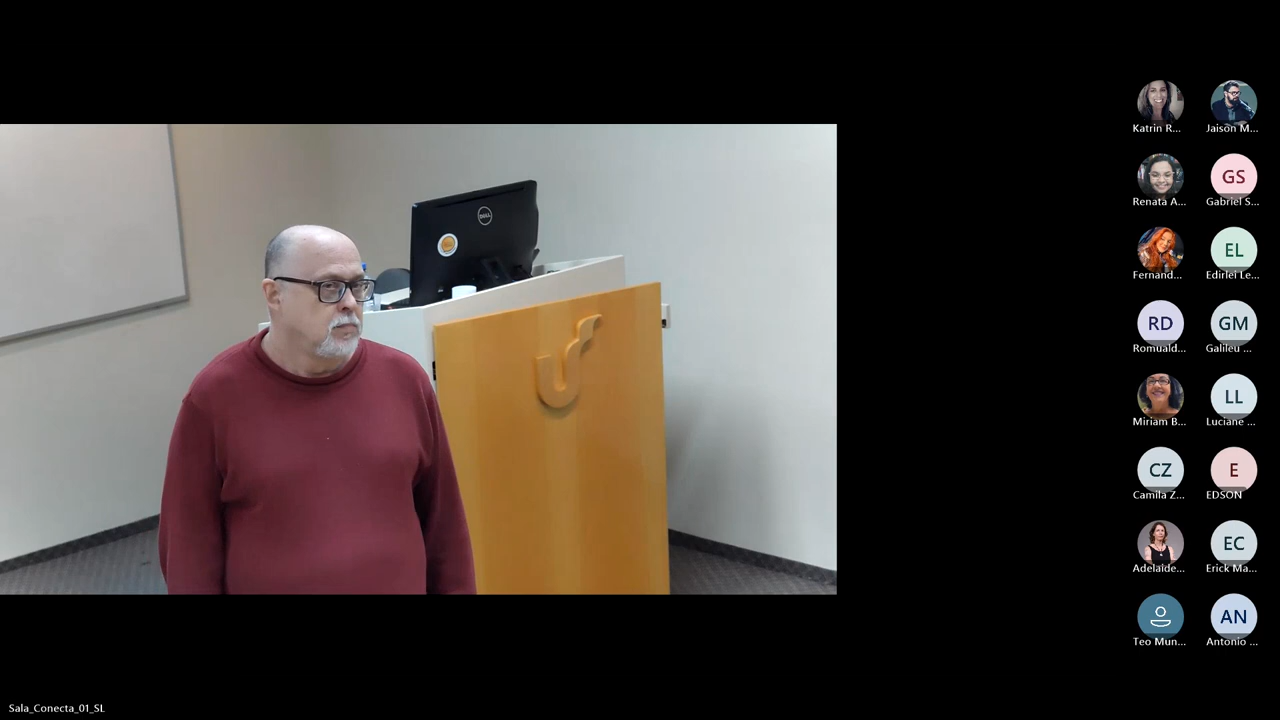 DELL
Katrin R...
Jaison M...
Renata A...
GS
Gabriel S...
Fernand...
EL
Edirlei Le...
RD
Romuald...
GM
Galileu ...
Miriam B...
LL
Luciane ...
CZ
Camila Z...
E
EDSON
Adelaide...
EC
Erick Ma...
Teo Mun...
AN
Antonio ...
Sala_Conecta_01_SL